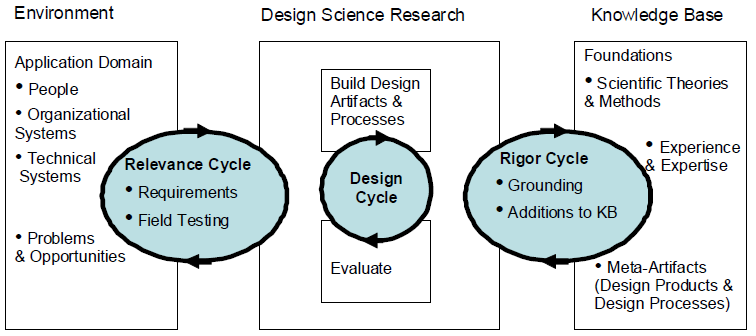 Environment
Design Science Research
Knowledge Base
Application Domain
• People
• Organizational
Systems
• Technical
Systems
• Problems
& Opportunities
Relevance Cycle
• Requirements
• Field Testing
Build Design
Artifacts &
Processes
Design
Cycle
Evaluate
Rigor Cycle
• Grounding
• Additions to KB
Foundations
• Scientific Theories
& Methods
• Experience
& Expertise
• Meta-Artifacts
(Design Products &
Design Processes)